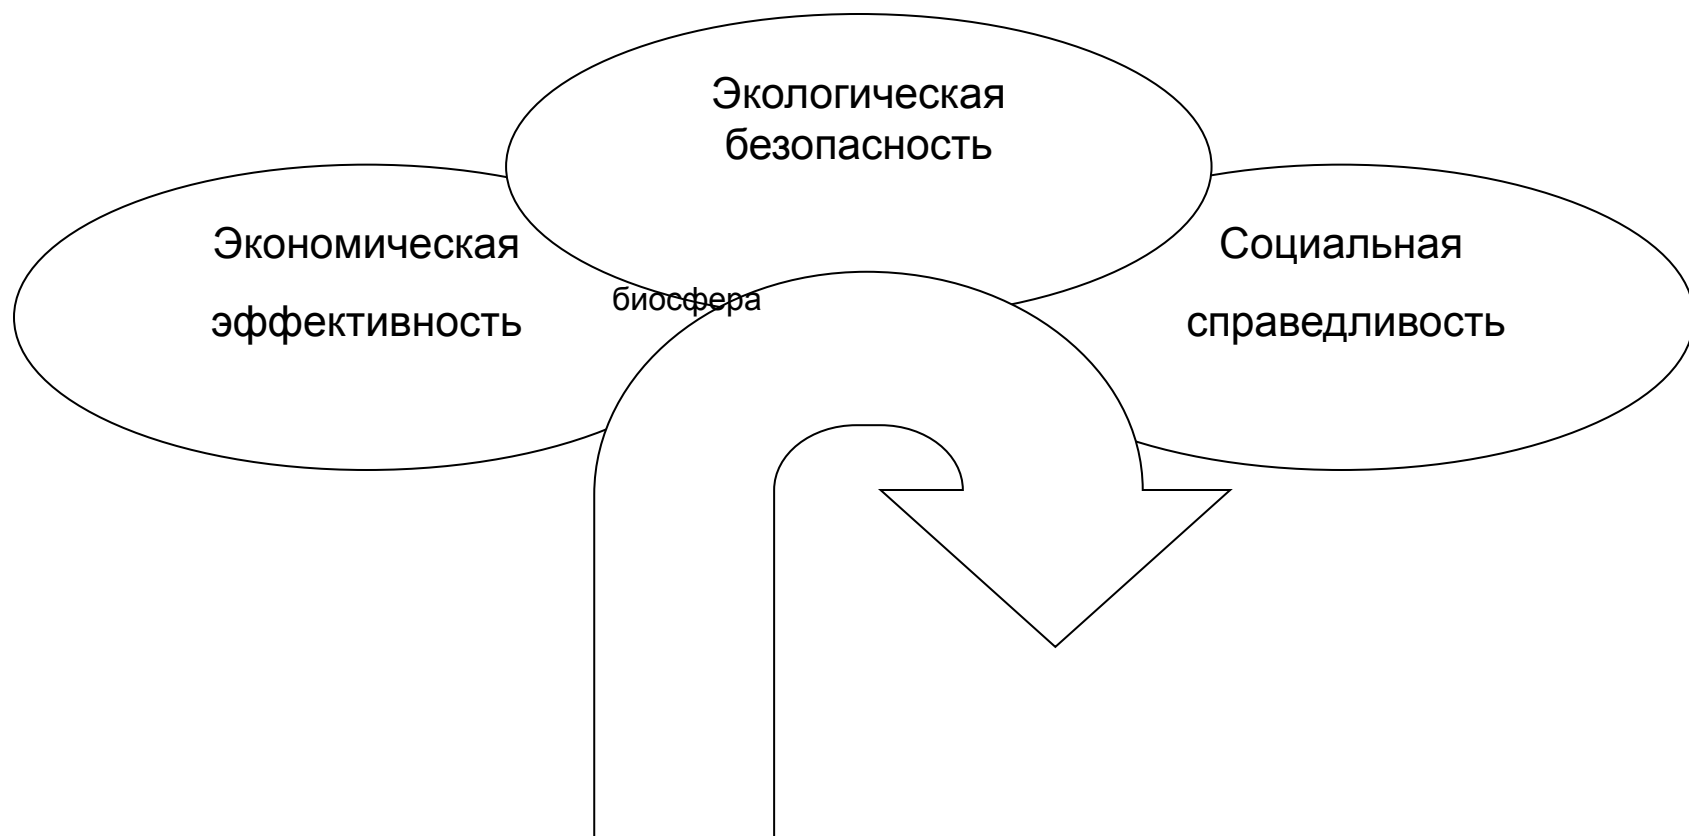 Экологическая
безопасность
Экономическая
эффективность
биосфера
Социальная
справедливость